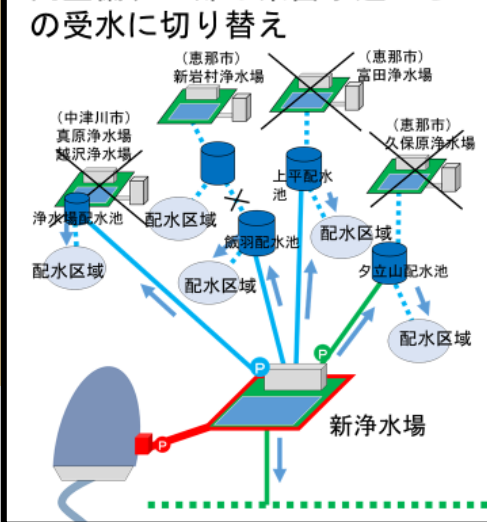 の受水に切り替え
（恵那市）
新岩村浄水場
（恵那市）
富田浄水場
（中津川市）
真原浄水場
越沢浄水場
（恵那市）
久保原浄水場
上平配水
池
浄水場配水池
配水区域
飯羽配水池
配水区域
夕立山配水池
配水区域
配水区域
配水区域
P
P
新浄水場
P